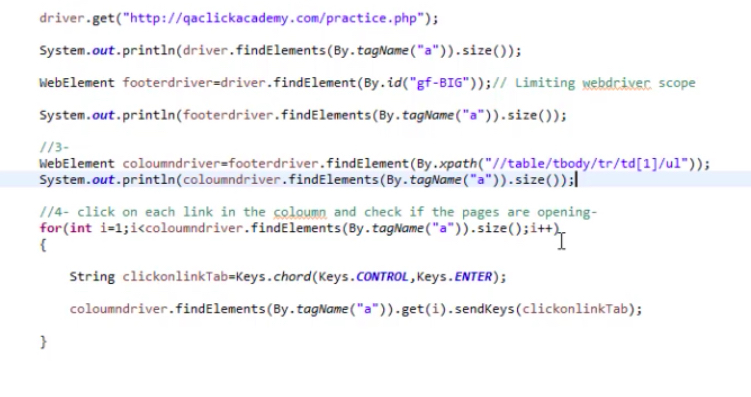 driver.get("http://qaclickacademy.com/practice.php");
System.out.println(driver.findElements(By.tagName("a")).size());
WebElement footerdriver=driver.findElement(By.id("gf-BIG"));// Limiting webdriver scope
System.out.println(footerdriver.findElements(By.tagName("a")).size());
//3-
WebElement coloumndriver=footerdriver.findElement(By.xpath("//table/tbody/tr/td[1]/ul"));
System.out.println(coloumndriver.findElements(By.tagName("a")).size());
//4- click on each link in the coloumn and check if the pages are opening-
for(int i=1;i<coloumndriver.findElements(By.tagName("a")).size();i++)
{
String clickonlinkTab=Keys.chord(Keys.CONTROL,Keys.ENTER);
coloumndriver.findElements(By.tagName("a")).get(i).sendKeys(clickonlinkTab);
}